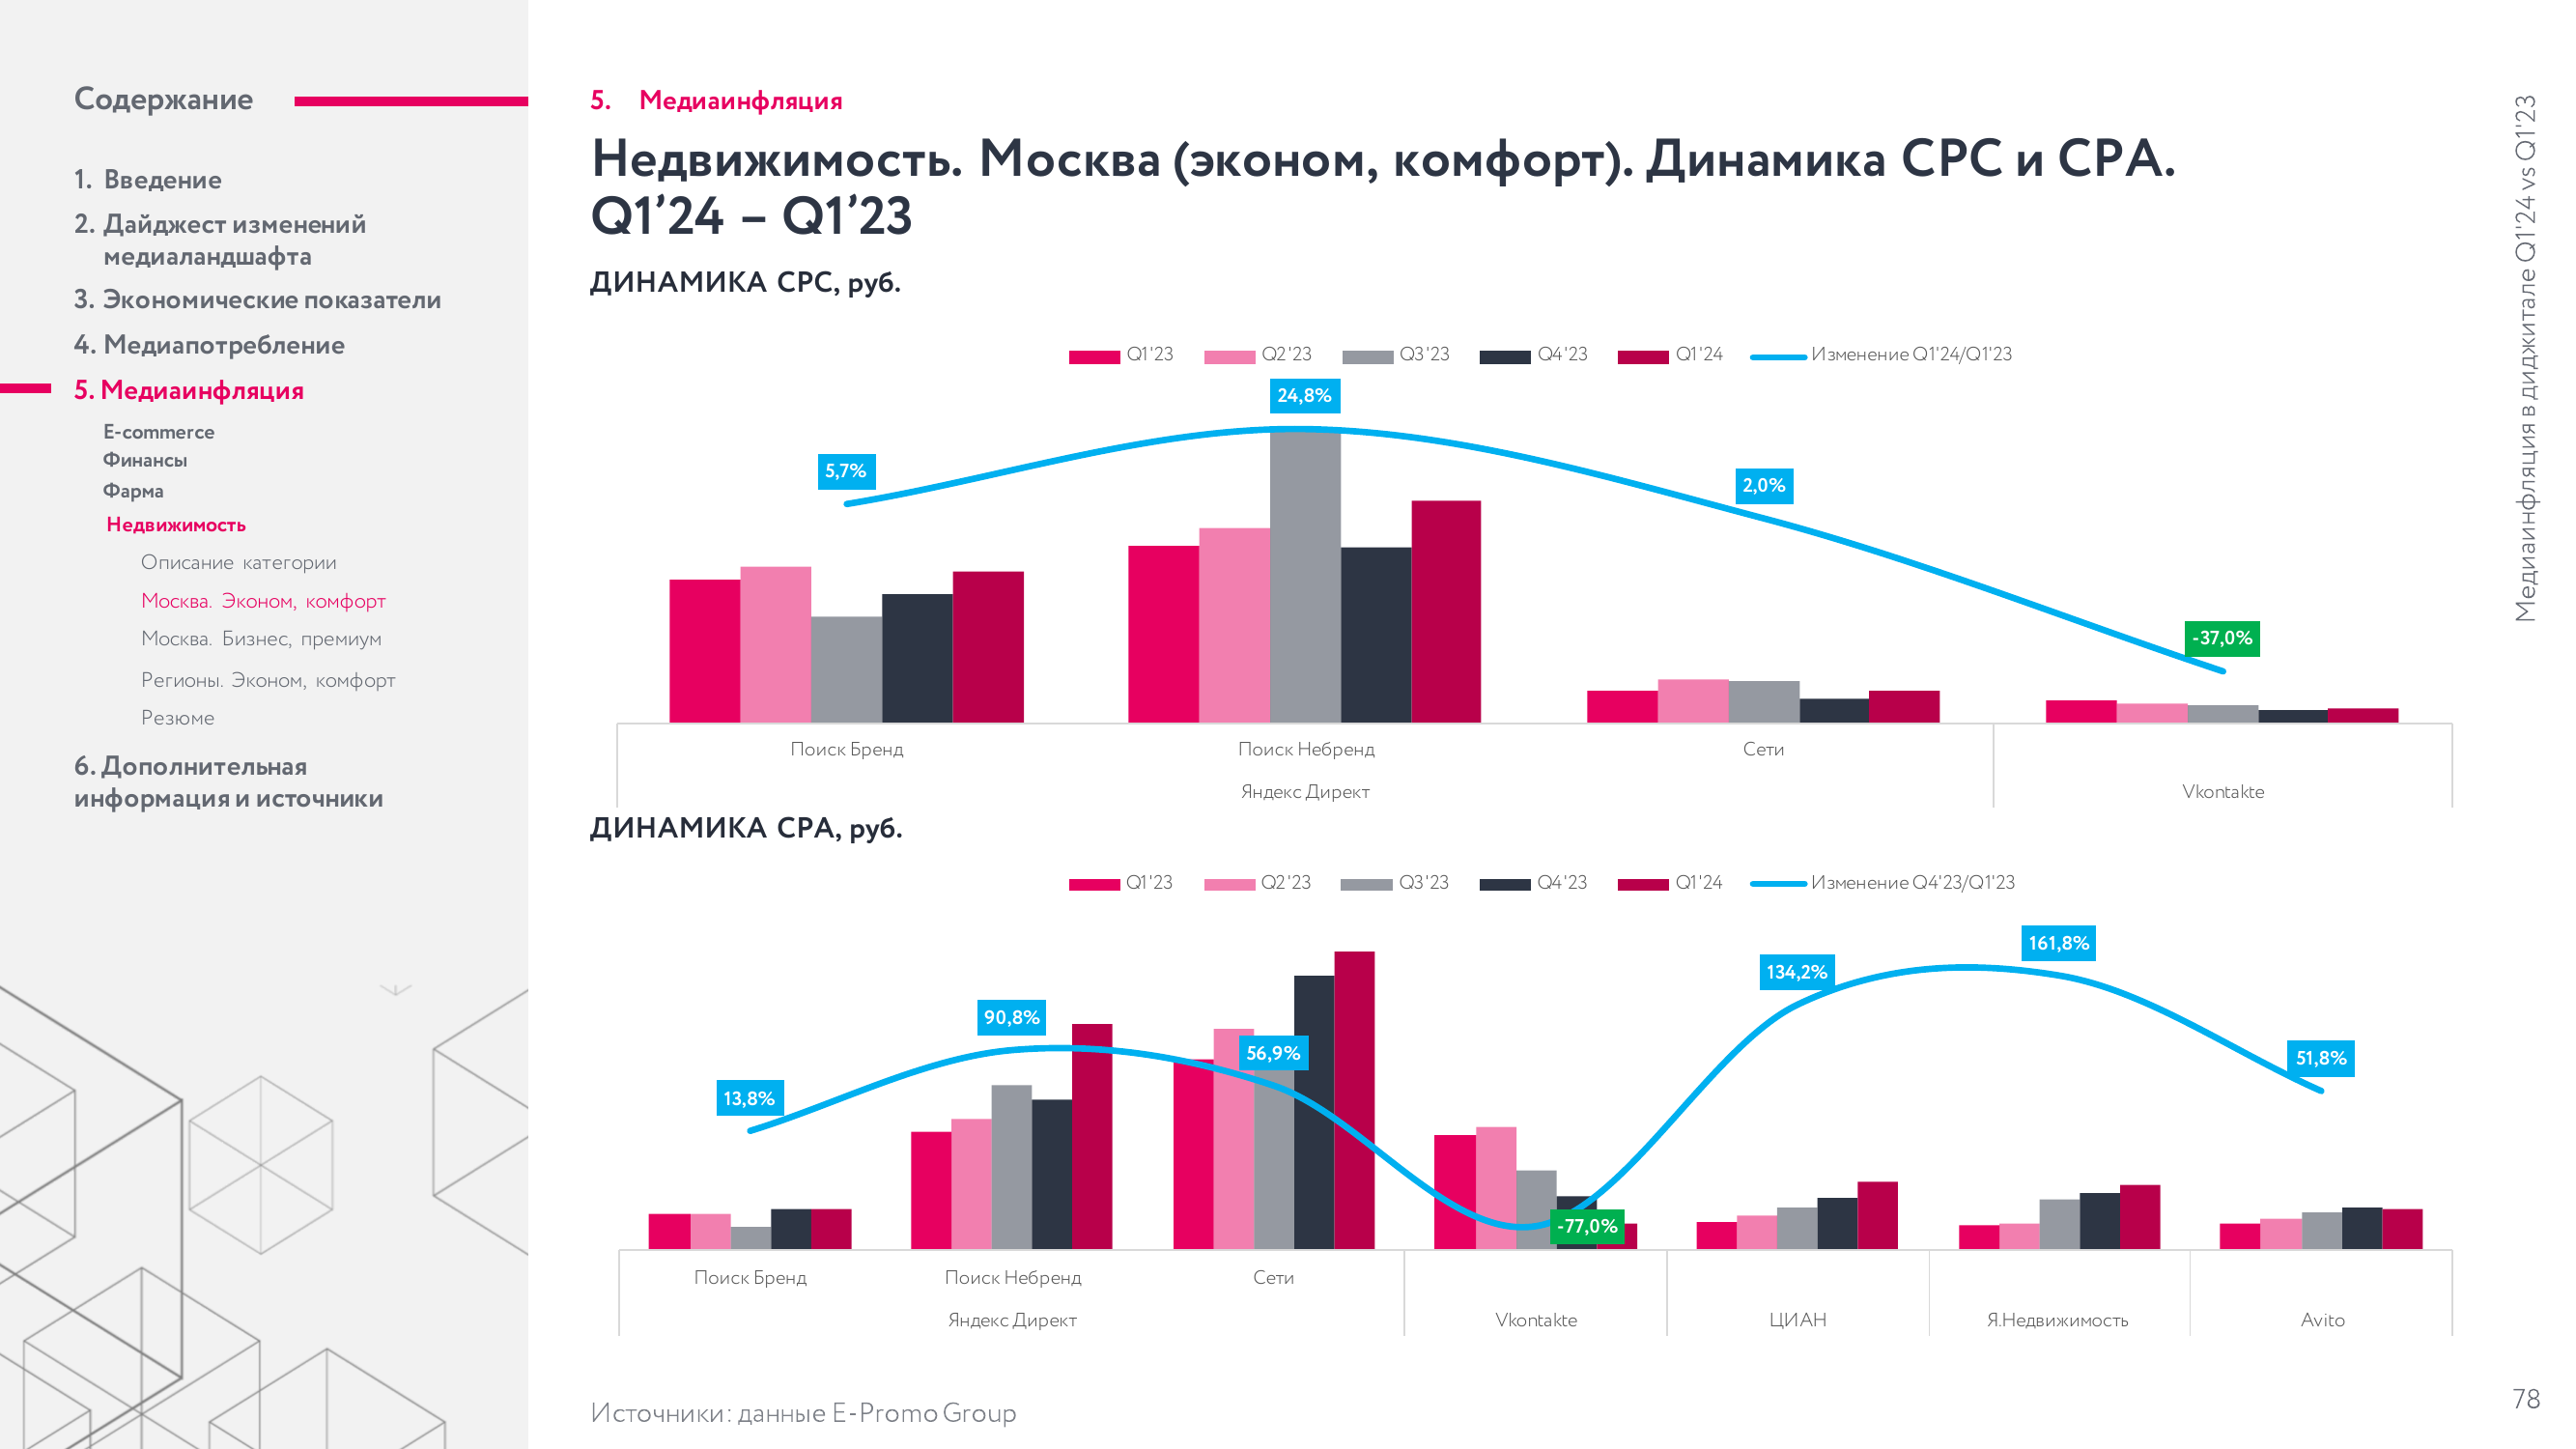 Содержание
1. Введение
2. Дайджест изменений
медиаландшафта
3. Экономические показатели
4. Медиапотребление
5. Медиаинфляция
E-commerce
Финансы
Фарма
Недвижимость
Описание категории
Москва. Эконом, комфорт
Москва. Бизнес, премиум
Регионы. Эконом, комфорт
Резюме
6. Дополнительная
информация и источники
5. Медиаинфляция
Недвижимость. Москва (эконом, комфорт). Динамика CPC и CPA.
Q1’24 – Q1’23
ДИНАМИКА CPC, руб.
Q1'23 Q2'23 Q3'23 Q4'23 Q1'24 Изменение Q1'24/Q1'23
24,8%
5,7%
2,0%
-37,0%
Поиск Бренд Поиск Небренд Сети
Яндекс Директ Vkontakte
ДИНАМИКА CPA, руб.
Q1'23 Q2'23 Q3'23 Q4'23 Q1'24 Изменение Q4'23/Q1'23
161,8%
134,2%
90,8%
56,9%
51,8%
13,8%
-77,0%
Поиск Бренд Поиск Небренд Сети
Яндекс Директ Vkontakte ЦИАН Я.Недвижимость Avito
Источники: данные E-Promo Group
Медиаинфляция в диджитале Q1'24 vs Q1'23
78